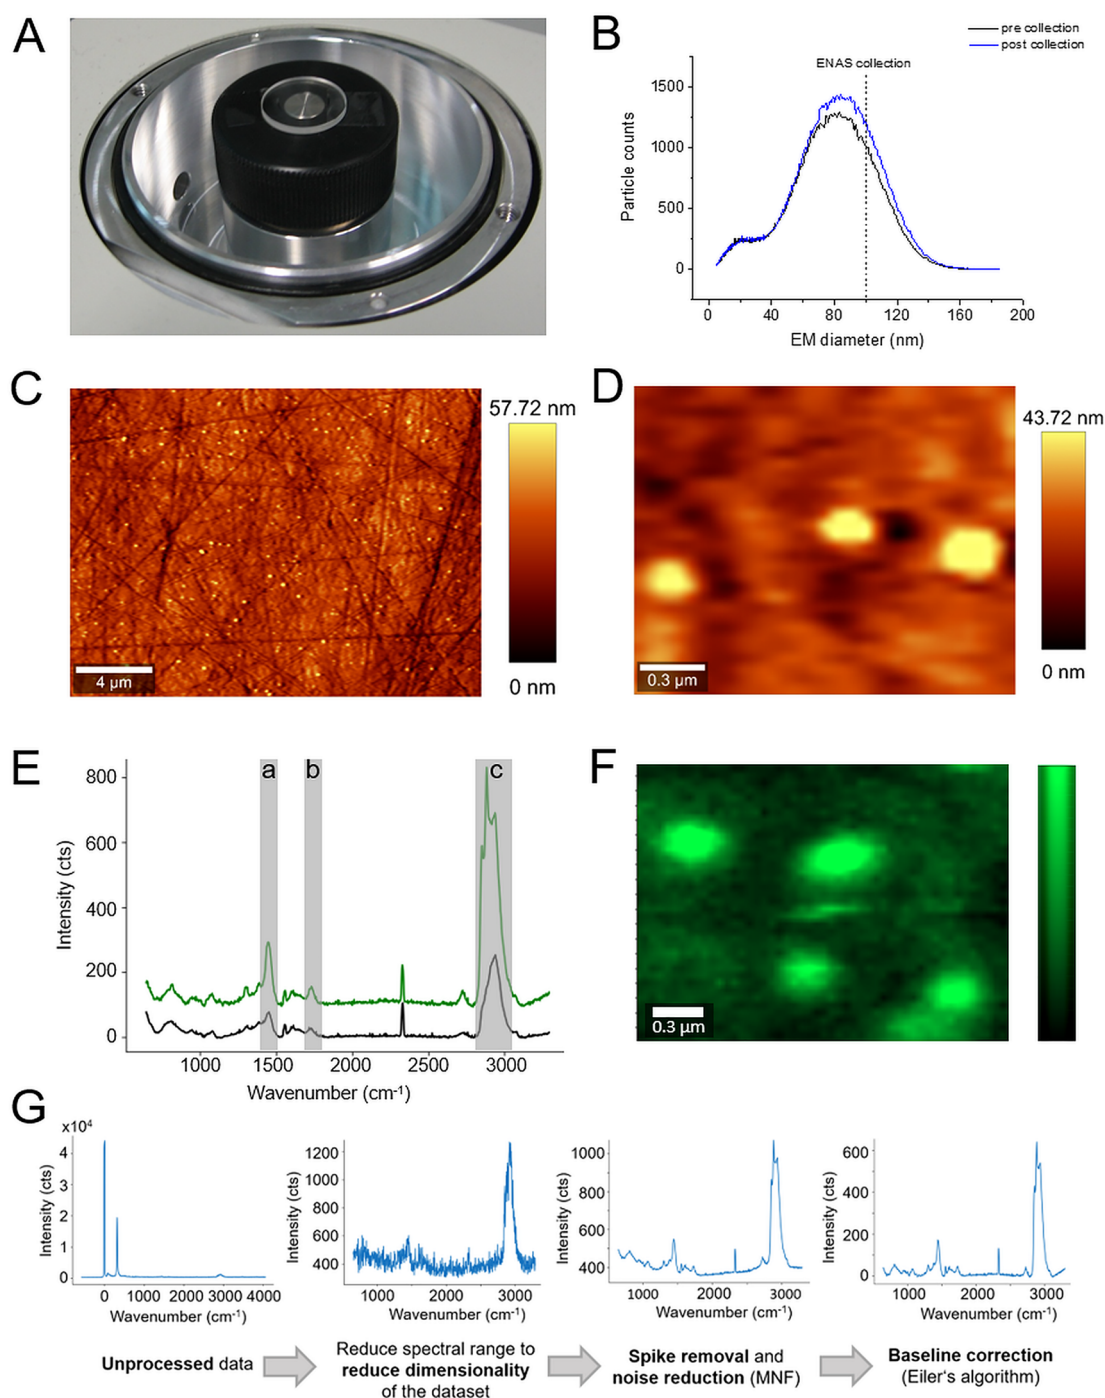 A
B
pre collection
post collection
ENAS collection
1500
1000
500
0
Particle counts
0 40 80 120 160 200
EM diameter (nm)
C
57.72 nm
0 nm
4 µm
D
43.72 nm
0 nm
0.3 µm
E
a b c
800
600
400
200
0
Intensity (cts)
1000 1500 2000 2500 3000
Wavenumber (cm-1)
F
0.3 µm
G
x10⁴
4
3
2
1
0
Intensity (cts)
0 1000 2000 3000 4000
Wavenumber (cm-1)
1200
1000
800
600
400
Intensity (cts)
1000 2000 3000
Wavenumber (cm-1)
1000
800
600
400
Intensity (cts)
1000 2000 3000
Wavenumber (cm-1)
600
400
200
0
Intensity (cts)
1000 2000 3000
Wavenumber (cm-1)
Unprocessed data
Reduce spectral range to
reduce dimensionality
of the dataset
Spike removal and
noise reduction (MNF)
Baseline correction
(Eiler's algorithm)